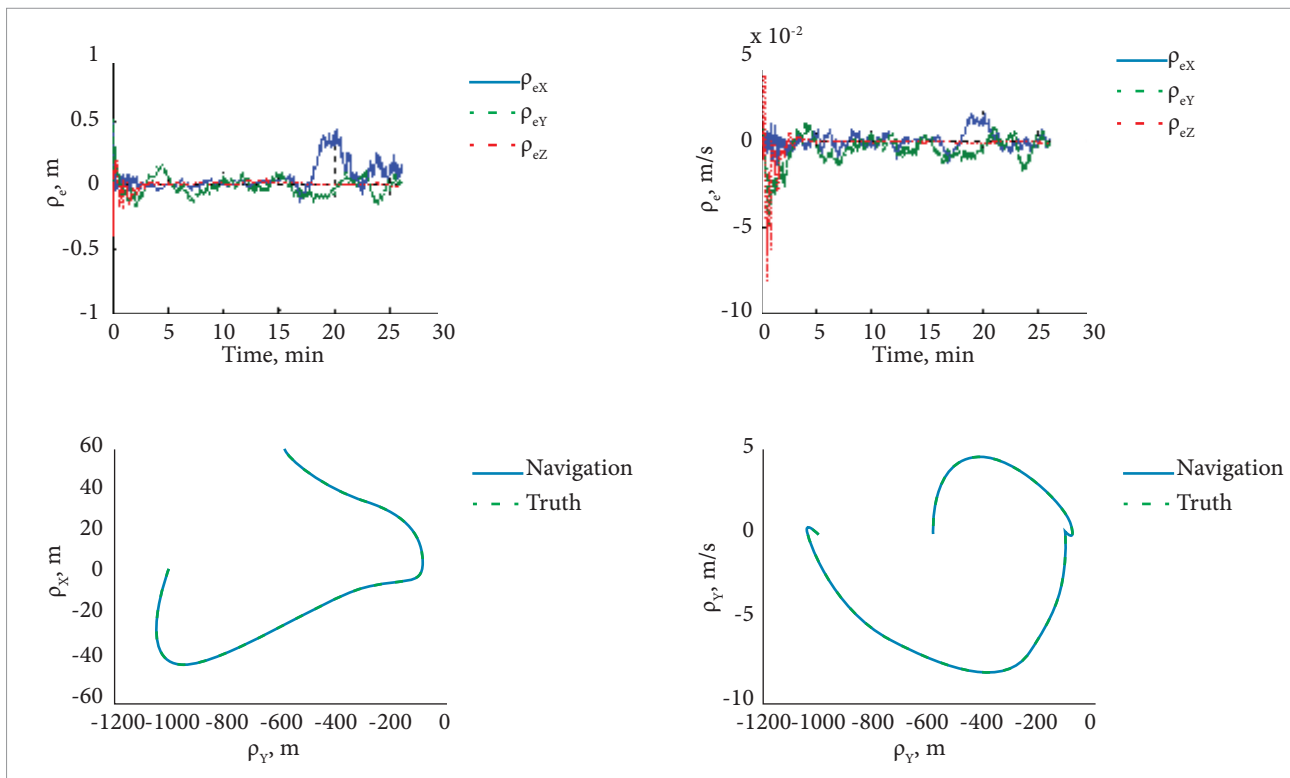 1
0.5
0
-0.5
-1
ρe, m
0 5 10 15 20 25 30
Time, min
ρeX
ρeY
ρeZ
x 10-2
5
0
-5
-10
ρe, m/s
0 5 10 15 20 25 30
Time, min
ρeX
ρeY
ρeZ
60
40
20
0
-20
-40
-60
ρX, m
-1200 -1000 -800 -600 -400 -200 0
ρY, m
Navigation
Truth
5
0
-5
-10
ρY, m/s
-1200 -1000 -800 -600 -400 -200 0
ρY, m
Navigation
Truth